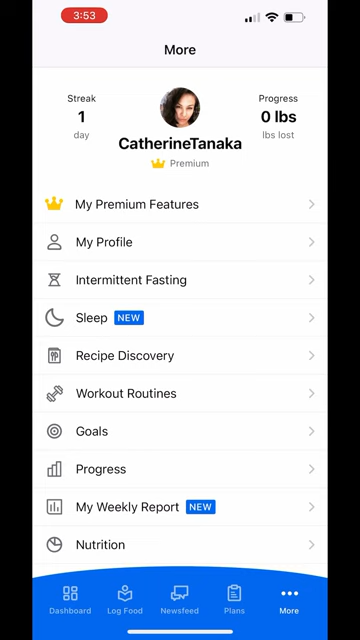 3:53
More
Streak
1
day
Progress
0 lbs
lbs lost
CatherineTanaka
Premium
My Premium Features
My Profile
Intermittent Fasting
Sleep NEW
Recipe Discovery
Workout Routines
Goals
Progress
My Weekly Report NEW
Nutrition
Dashboard Log Food Newsfeed Plans More